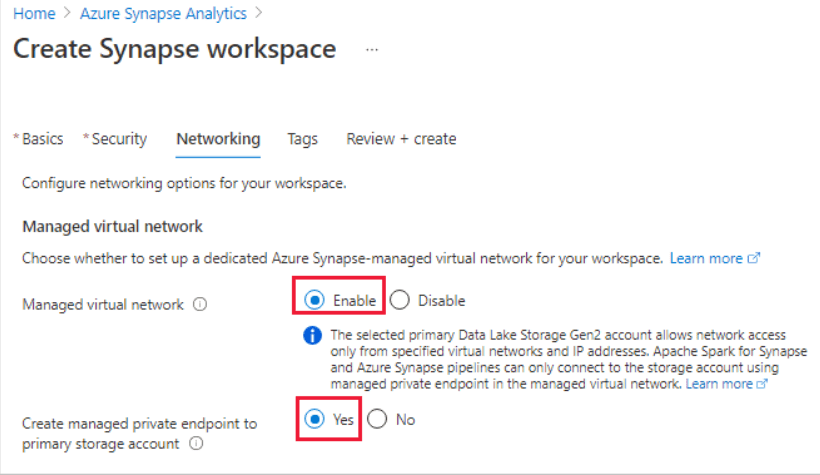 Home > Azure Synapse Analytics >
Create Synapse workspace ...
* Basics * Security Networking Tags Review + create
Configure networking options for your workspace.
Managed virtual network
Choose whether to set up a dedicated Azure Synapse-managed virtual network for your workspace. Learn more
Managed virtual network Enable Disable
The selected primary Data Lake Storage Gen2 account allows network access
only from specified virtual networks and IP addresses. Apache Spark for Synapse
and Azure Synapse pipelines can only connect to the storage account using
managed private endpoint in the managed virtual network. Learn more
Create managed private endpoint to Yes No
primary storage account